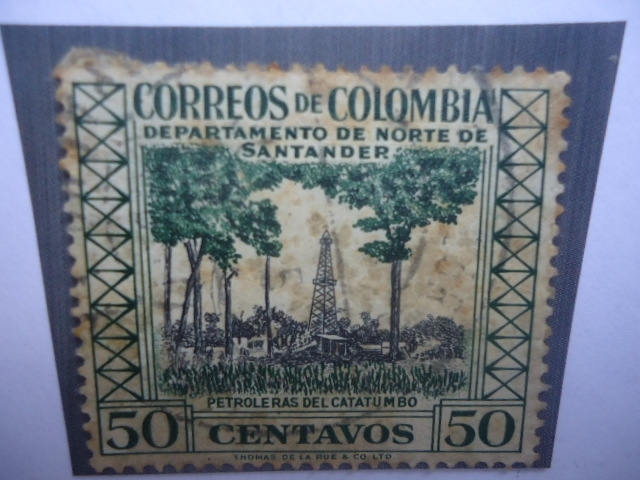 CORREOS DE COLOMBIA
DEPARTAMENTO DE NORTE DE
SANTANDER
PETROLERAS DEL CATATUMBO
50 CENTAVOS 50
THOMAS DE LA RUE & CO. LTD.